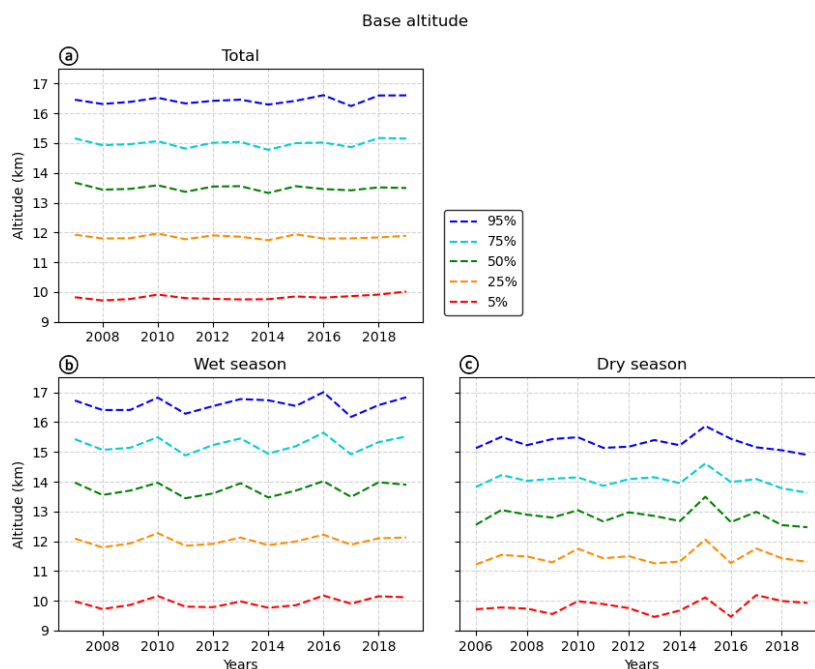 Base altitude
ⓐ Total
17
16
15
14
13
12
11
10
9
Altitude (km)
2008 2010 2012 2014 2016 2018
95%
75%
50%
25%
5%
ⓑ Wet season
17
16
15
14
13
12
11
10
9
Altitude (km)
2008 2010 2012 2014 2016 2018
Years
ⓒ Dry season
2006 2008 2010 2012 2014 2016 2018
Years